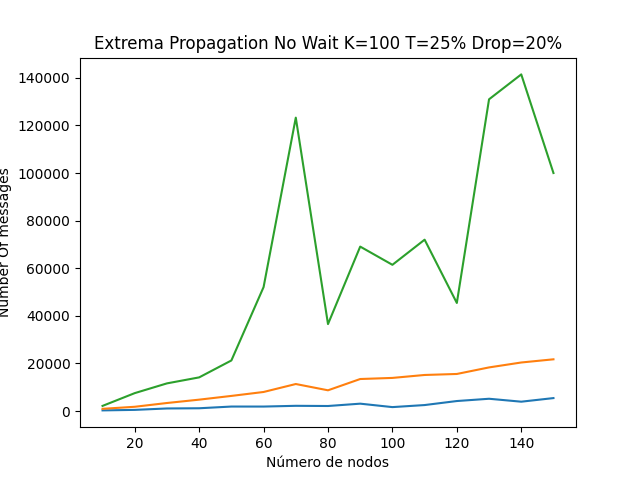 Extrema Propagation No Wait K=100 T=25% Drop=20%
140000
120000
100000
80000
60000
40000
20000
0
Number Of messages
20 40 60 80 100 120 140
Número de nodos